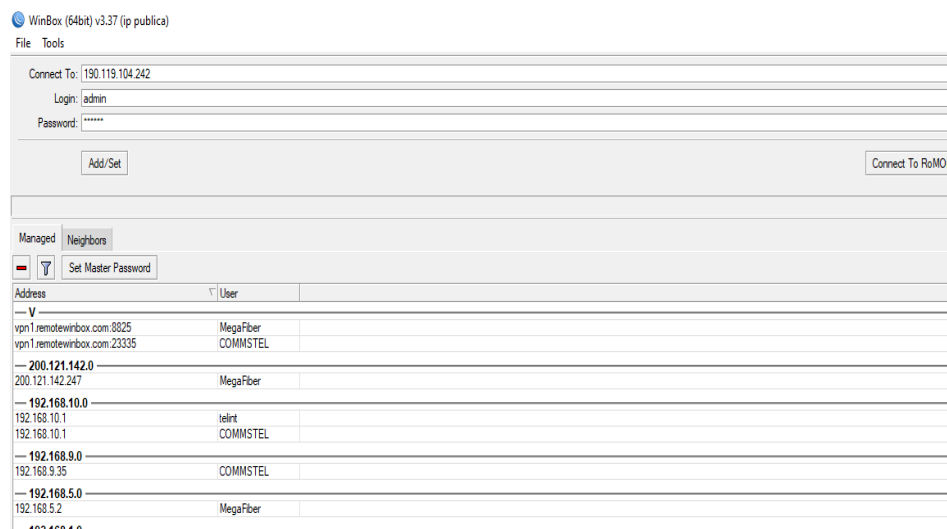 WinBox (64bit) v3.37 (ip publica)
File Tools
Connect To: 190.119.104.242
Login: admin
Password: ******
Add/Set Connect To RoMO
Managed Neighbors
Set Master Password
Address User
V
vpn1.remotewinbox.com:8825 MegaFiber
vpn1.remotewinbox.com:23335 COMMSTEL
200.121.142.0
200.121.142.247 MegaFiber
192.168.10.0
192.168.10.1 telint
192.168.10.1 COMMSTEL
192.168.9.0
192.168.9.35 COMMSTEL
192.168.5.0
192.168.5.2 MegaFiber